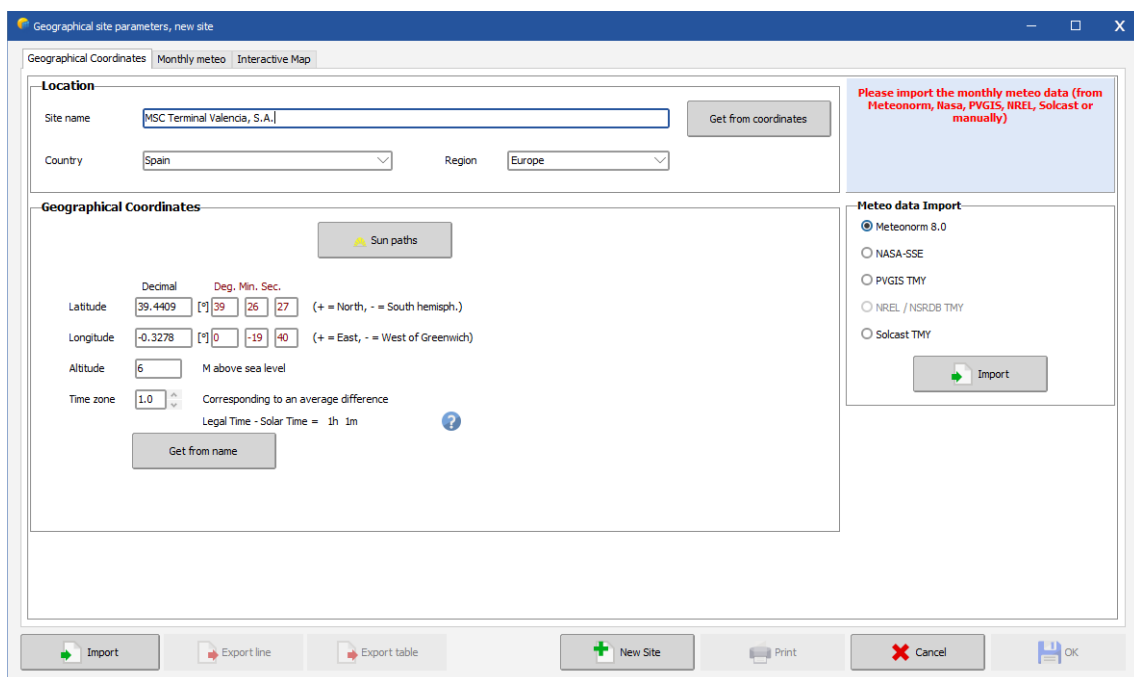 Geographical site parameters, new site
Geographical Coordinates Monthly meteo Interactive Map
Location
Site name MSC Terminal Valencia, S.A. Get from coordinates
Country Spain Region Europe
Please import the monthly meteo data (from
Meteonorm, Nasa, PVGIS, NREL, Solcast or
manually)
Geographical Coordinates
Sun paths
Decimal Deg. Min. Sec.
Latitude 39.4409 [°] 39 26 27 (+ = North, - = South hemisph.)
Longitude -0.3278 [°] 0 -19 40 (+ = East, - = West of Greenwich)
Altitude 6 M above sea level
Time zone 1.0 Corresponding to an average difference
Legal Time - Solar Time = 1h 1m ?
Get from name
Meteo data Import
Meteonorm 8.0
NASA-SSE
PVGIS TMY
NREL / NSRDB TMY
Solcast TMY
Import
Import Export line Export table New Site Print Cancel OK